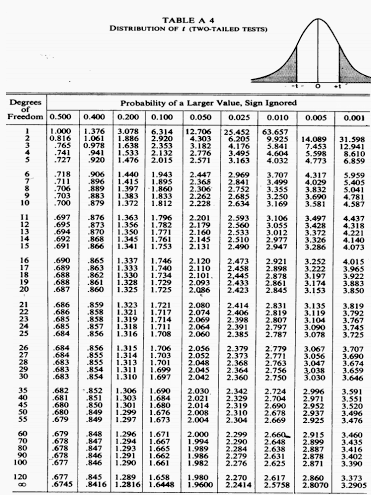 TABLE A 4
DISTRIBUTION OF t (TWO-TAILED TESTS)
-t 0 +t
Degrees of Freedom
Probability of a Larger Value, Sign Ignored
0.500 0.400 0.200 0.100 0.050 0.025 0.010 0.005 0.001
1 1.000 1.376 3.078 6.314 12.706 25.452 63.657
2 .816 1.061 1.886 2.920 4.303 6.205 9.925 14.089 31.598
3 .765 0.978 1.638 2.353 3.182 4.176 5.841 7.453 12.941
4 .741 .941 1.533 2.132 2.776 3.495 4.604 5.598 8.610
5 .727 .920 1.476 2.015 2.571 3.163 4.032 4.773 6.859
6 .718 .906 1.440 1.943 2.447 2.969 3.707 4.317 5.959
7 .711 .896 1.415 1.895 2.365 2.841 3.499 4.029 5.405
8 .706 .889 1.397 1.860 2.306 2.752 3.355 3.832 5.041
9 .703 .883 1.383 1.833 2.262 2.685 3.250 3.690 4.781
10 .700 .879 1.372 1.812 2.228 2.634 3.169 3.581 4.587
11 .697 .876 1.363 1.796 2.201 2.593 3.106 3.497 4.437
12 .695 .873 1.356 1.782 2.179 2.560 3.055 3.428 4.318
13 .694 .870 1.350 1.771 2.160 2.533 3.012 3.372 4.221
14 .692 .868 1.345 1.761 2.145 2.510 2.977 3.326 4.140
15 .691 .866 1.341 1.753 2.131 2.490 2.947 3.286 4.073
16 .690 .865 1.337 1.746 2.120 2.473 2.921 3.252 4.015
17 .689 .863 1.333 1.740 2.110 2.458 2.898 3.222 3.965
18 .688 .862 1.330 1.734 2.101 2.445 2.878 3.197 3.922
19 .688 .861 1.328 1.729 2.093 2.433 2.861 3.174 3.883
20 .687 .860 1.325 1.725 2.086 2.423 2.845 3.153 3.850
21 .686 .859 1.323 1.721 2.080 2.414 2.831 3.135 3.819
22 .686 .858 1.321 1.717 2.074 2.406 2.819 3.119 3.792
23 .685 .858 1.319 1.714 2.069 2.398 2.807 3.104 3.767
24 .685 .857 1.318 1.711 2.064 2.391 2.797 3.090 3.745
25 .684 .856 1.316 1.708 2.060 2.385 2.787 3.078 3.725
26 .684 .856 1.315 1.706 2.056 2.379 2.779 3.067 3.707
27 .684 .855 1.314 1.703 2.052 2.373 2.771 3.056 3.690
28 .683 .855 1.313 1.701 2.048 2.368 2.763 3.047 3.674
29 .683 .854 1.311 1.699 2.045 2.364 2.756 3.038 3.659
30 .683 .854 1.310 1.697 2.042 2.360 2.750 3.030 3.646
35 .682 .852 1.306 1.690 2.030 2.342 2.724 2.996 3.591
40 .681 .851 1.303 1.684 2.021 2.329 2.704 2.971 3.551
45 .680 .850 1.301 1.680 2.014 2.319 2.690 2.952 3.520
50 .680 .849 1.299 1.676 2.008 2.310 2.678 2.937 3.496
55 .679 .849 1.297 1.673 2.004 2.304 2.669 2.925 3.476
60 .679 .848 1.296 1.671 2.000 2.299 2.660 2.915 3.460
70 .678 .847 1.294 1.667 1.994 2.290 2.648 2.899 3.435
80 .678 .847 1.293 1.665 1.989 2.284 2.638 2.887 3.416
90 .678 .846 1.291 1.662 1.986 2.279 2.631 2.878 3.402
100 .677 .846 1.290 1.661 1.982 2.276 2.625 2.871 3.390
120 .677 .845 1.289 1.658 1.980 2.270 2.617 2.860 3.373
∞ .6745 .8416 1.2816 1.6448 1.9600 2.2414 2.5758 2.8070 3.2905